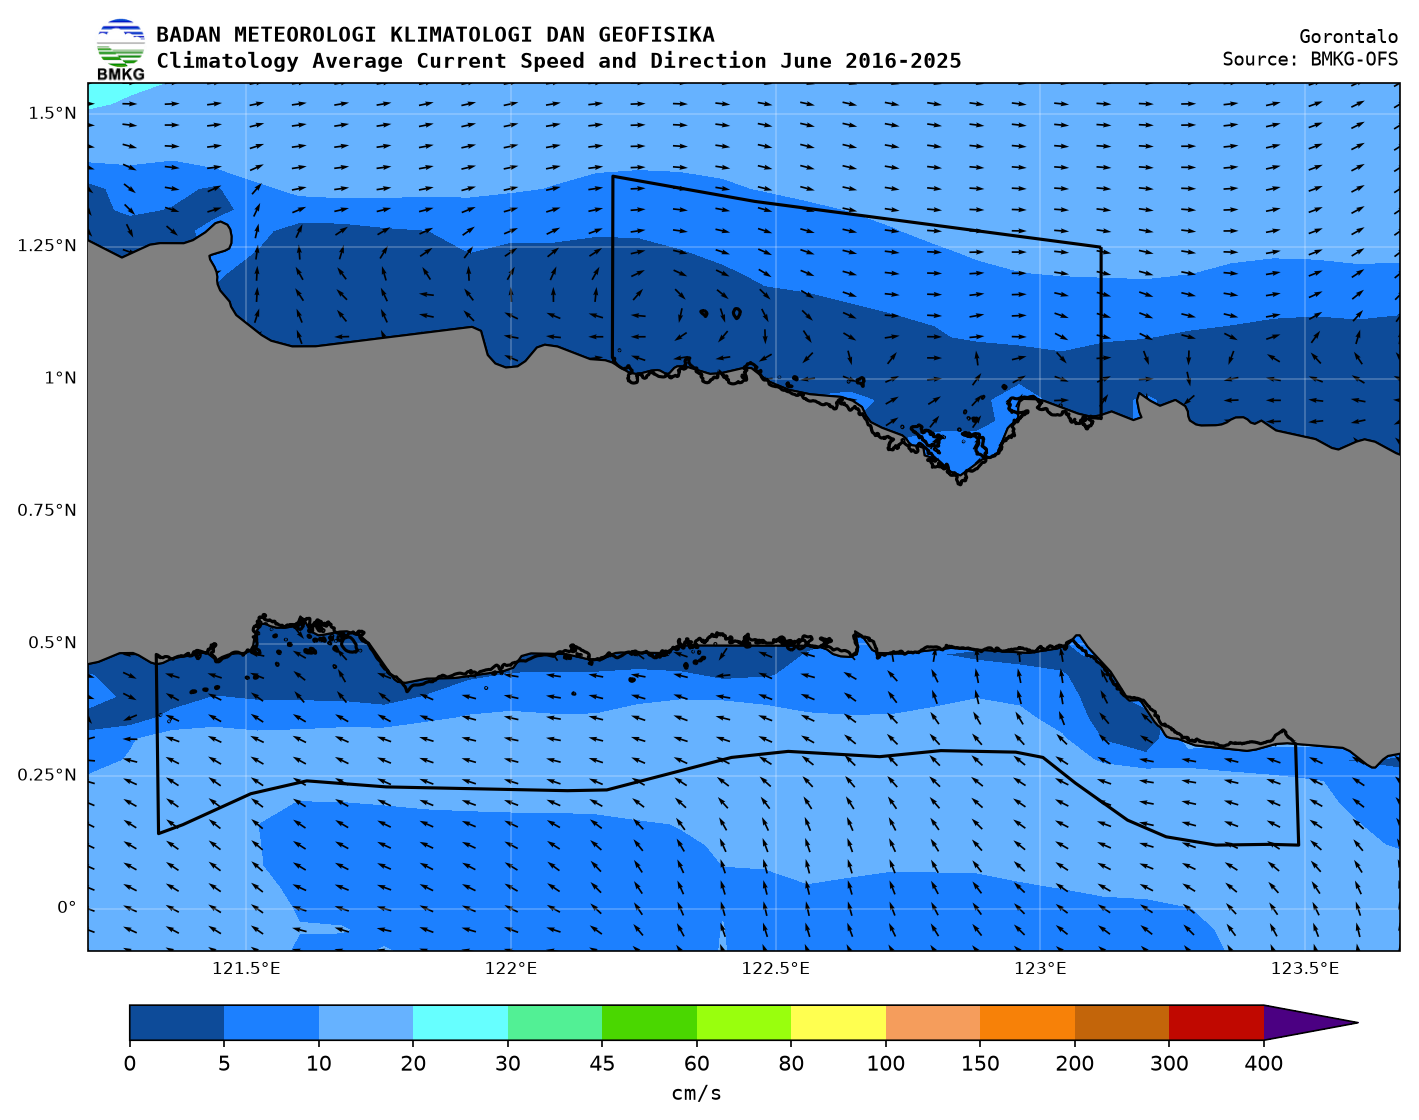 BADAN METEOROLOGI KLIMATOLOGI DAN GEOFISIKA
Climatology Average Current Speed and Direction June 2016-2025
Gorontalo
Source: BMKG-OFS
BMKG
1.5°N
1.25°N
1°N
0.75°N
0.5°N
0.25°N
0°
121.5°E 122°E 122.5°E 123°E 123.5°E
0 5 10 20 30 45 60 80 100 150 200 300 400
cm/s